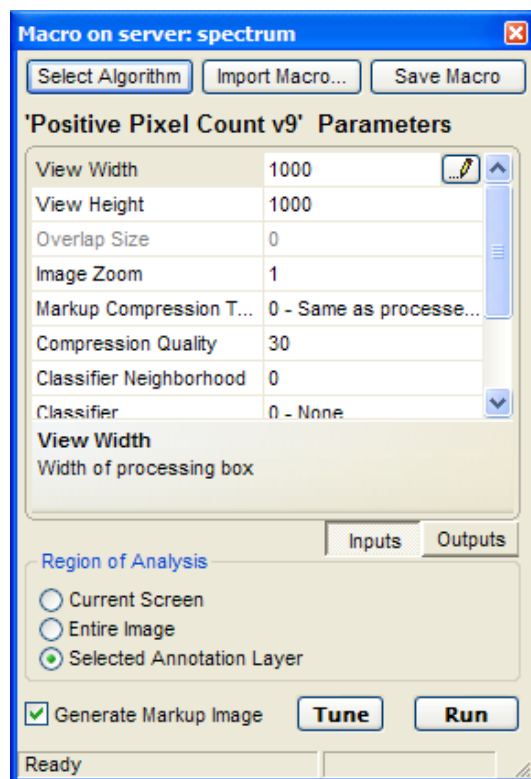 Macro on server: spectrum
Select Algorithm Import Macro... Save Macro
'Positive Pixel Count v9' Parameters
View Width 1000
View Height 1000
Overlap Size 0
Image Zoom 1
Markup Compression T... 0 - Same as processe...
Compression Quality 30
Classifier Neighborhood 0
Classifier 0 - None
View Width
Width of processing box
Inputs Outputs
Region of Analysis
Current Screen
Entire Image
Selected Annotation Layer
Generate Markup Image Tune Run
Ready